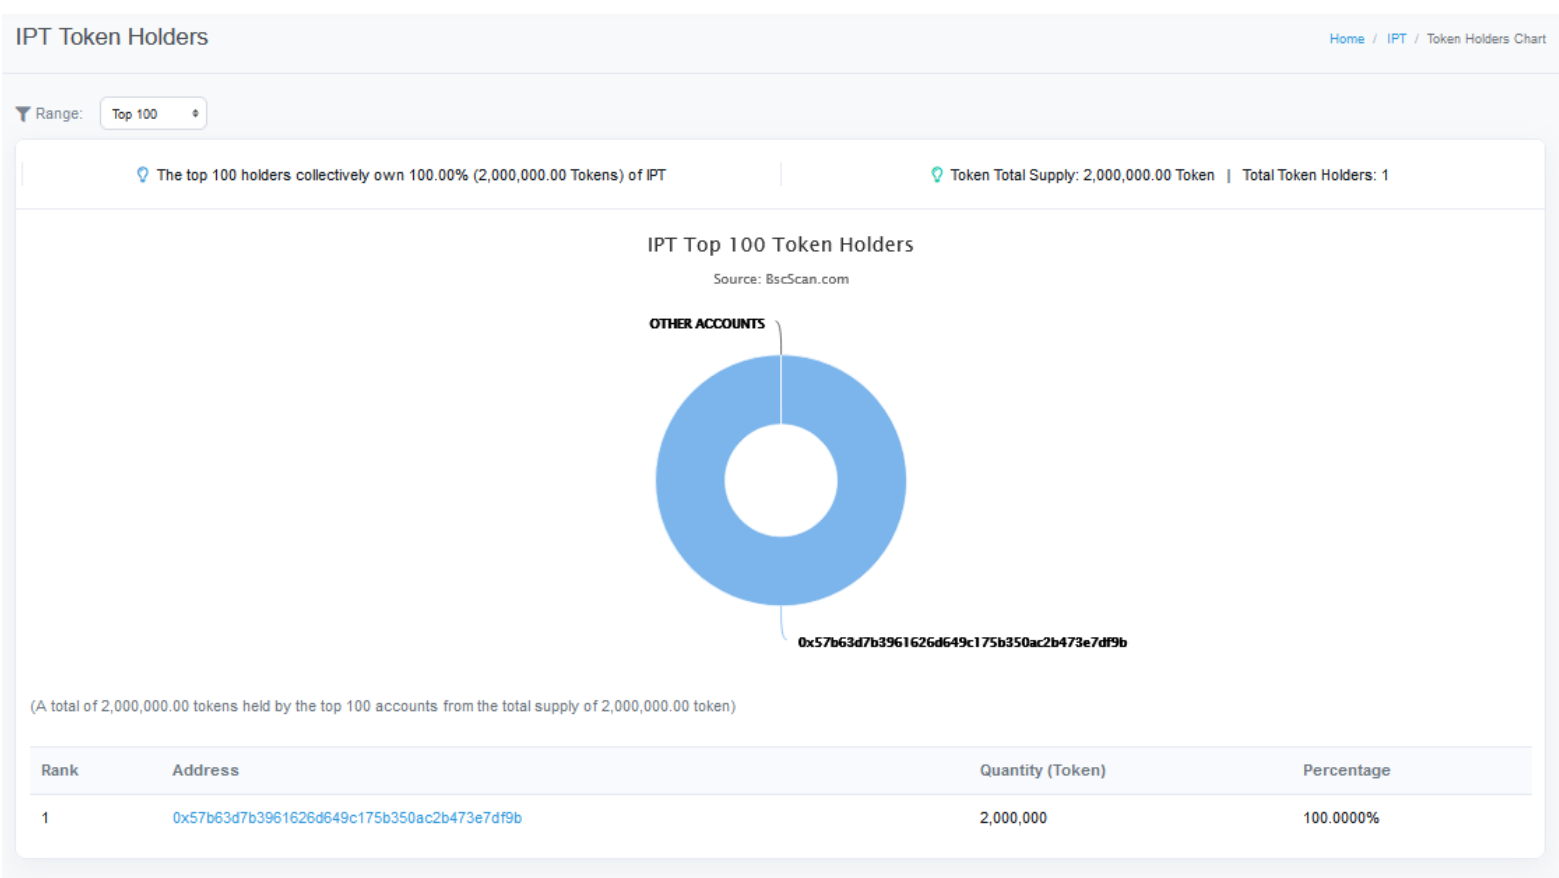 IPT Token Holders
Home / IPT / Token Holders Chart
Range: Top 100
The top 100 holders collectively own 100.00% (2,000,000.00 Tokens) of IPT
Token Total Supply: 2,000,000.00 Token | Total Token Holders: 1
IPT Top 100 Token Holders
Source: BscScan.com
OTHER ACCOUNTS
0x57b63d7b3961626d649c175b350ac2b473e7df9b
(A total of 2,000,000.00 tokens held by the top 100 accounts from the total supply of 2,000,000.00 token)
Rank Address Quantity (Token) Percentage
1 0x57b63d7b3961626d649c175b350ac2b473e7df9b 2,000,000 100.0000%